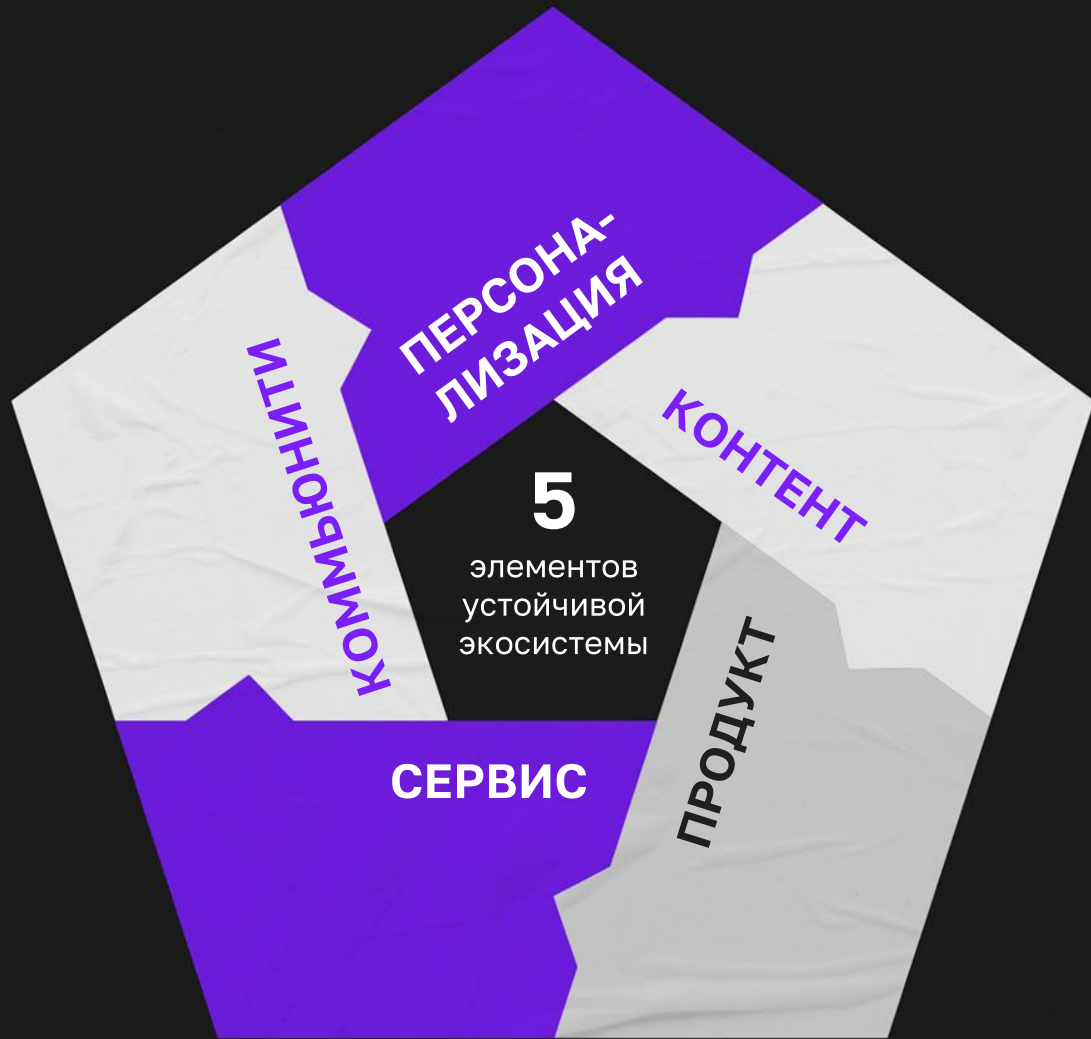 ПЕРСОНА-
ЛИЗАЦИЯ
КОНТЕНТ
ПРОДУКТ
СЕРВИС
КОММЬЮНИТИ
5
элементов
устойчивой
экосистемы